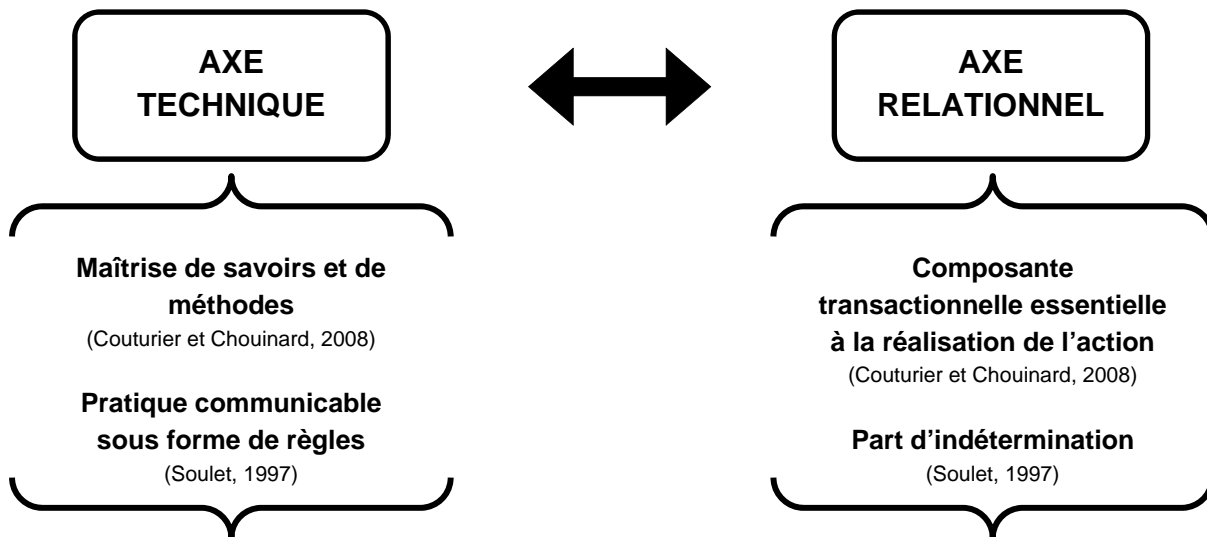 AXE
TECHNIQUE
AXE
RELATIONNEL
Maîtrise de savoirs et de
méthodes
(Couturier et Chouinard, 2008)
Pratique communicable
sous forme de règles
(Soulet, 1997)
Composante
transactionnelle essentielle
à la réalisation de l’action
(Couturier et Chouinard, 2008)
Part d’indétermination
(Soulet, 1997)